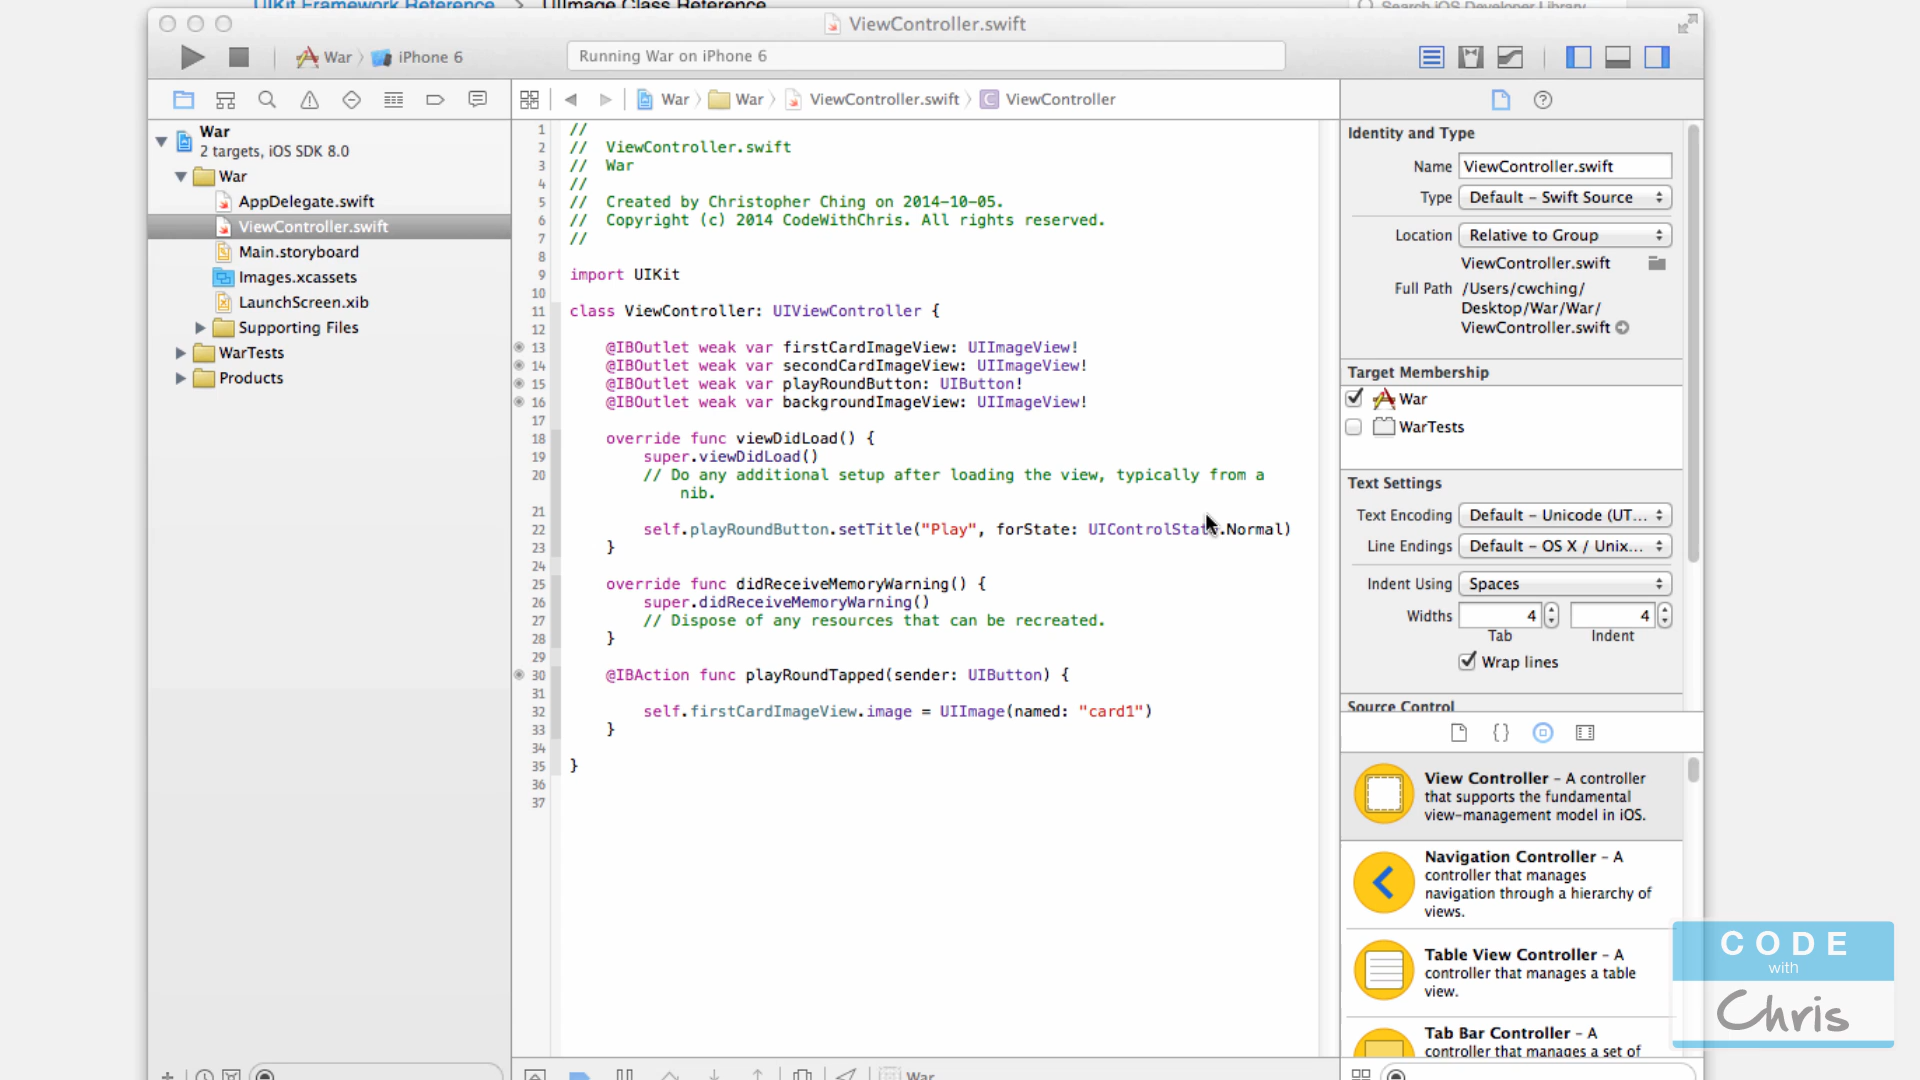 UIKit Framework Reference > UIImage Class Reference
Search iOS Developer Library
ViewController.swift
War > iPhone 6
Running War on iPhone 6
War > War > ViewController.swift > C ViewController
War
2 targets, iOS SDK 8.0
War
AppDelegate.swift
ViewController.swift
Main.storyboard
Images.xcassets
LaunchScreen.xib
Supporting Files
WarTests
Products
1 //
2 //  ViewController.swift
3 //  War
4 //
5 //  Created by Christopher Ching on 2014-10-05.
6 //  Copyright (c) 2014 CodeWithChris. All rights reserved.
7 //
8
9 import UIKit
10
11 class ViewController: UIViewController {
12
13     @IBOutlet weak var firstCardImageView: UIImageView!
14     @IBOutlet weak var secondCardImageView: UIImageView!
15     @IBOutlet weak var playRoundButton: UIButton!
16     @IBOutlet weak var backgroundImageView: UIImageView!
17
18     override func viewDidLoad() {
19         super.viewDidLoad()
20         // Do any additional setup after loading the view, typically from a
nib.
21
22         self.playRoundButton.setTitle("Play", forState: UIControlState.Normal)
23     }
24
25     override func didReceiveMemoryWarning() {
26         super.didReceiveMemoryWarning()
27         // Dispose of any resources that can be recreated.
28     }
29
30     @IBAction func playRoundTapped(sender: UIButton) {
31
32         self.firstCardImageView.image = UIImage(named: "card1")
33     }
34
35 }
36
37
Identity and Type
Name ViewController.swift
Type Default - Swift Source
Location Relative to Group
ViewController.swift
Full Path /Users/cwching/
Desktop/War/War/
ViewController.swift
Target Membership
War
WarTests
Text Settings
Text Encoding Default - Unicode (UT...
Line Endings Default - OS X / Unix...
Indent Using Spaces
Widths 4 4
Tab Indent
Wrap lines
Source Control
{}
View Controller - A controller
that supports the fundamental
view-management model in iOS.
Navigation Controller - A
controller that manages
navigation through a hierarchy of
views.
Table View Controller - A
controller that manages a table
view.
Tab Bar Controller - A
controller that manages a set of
War
CODE
with
Chris